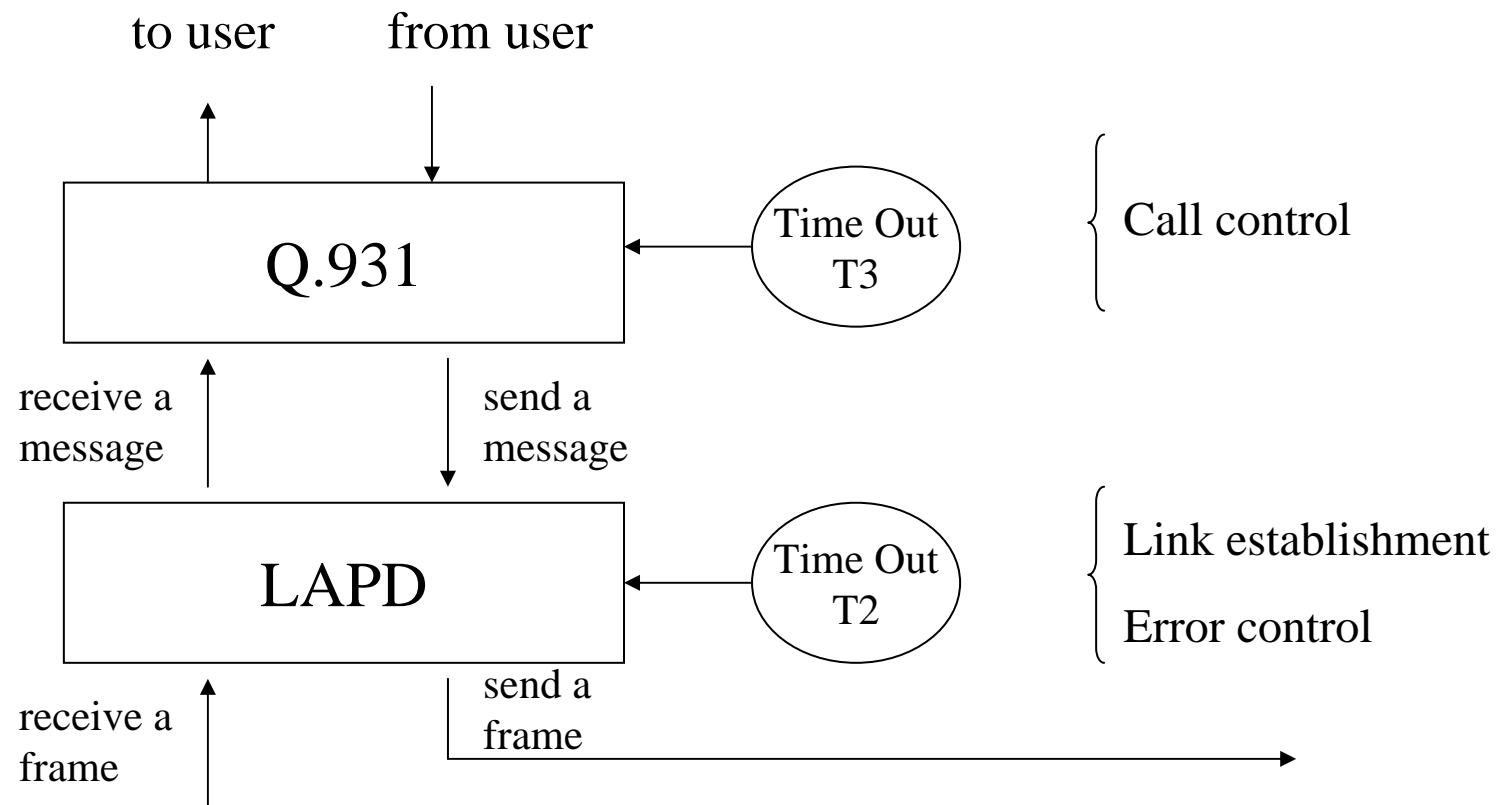 to user
from user
Time Out
T3
Call control
Q.931
receive a
message
send a
message
Time Out
T2
Link establishment
Error control
LAPD
receive a
frame
send a
frame